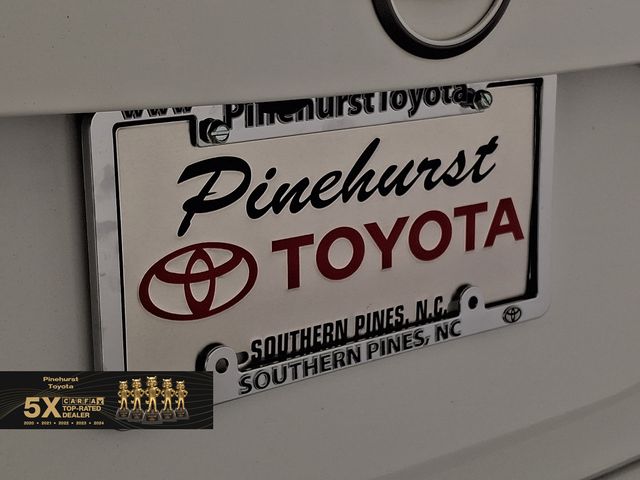 www PinehurstToyota.
Pinehurst
TOYOTA
SOUTHERN PINES, N.C.
SOUTHERN PINES, NC
Pinehurst
Toyota
5X CARFAX
TOP-RATED
DEALER
2020 • 2021 • 2022 • 2023 • 2024